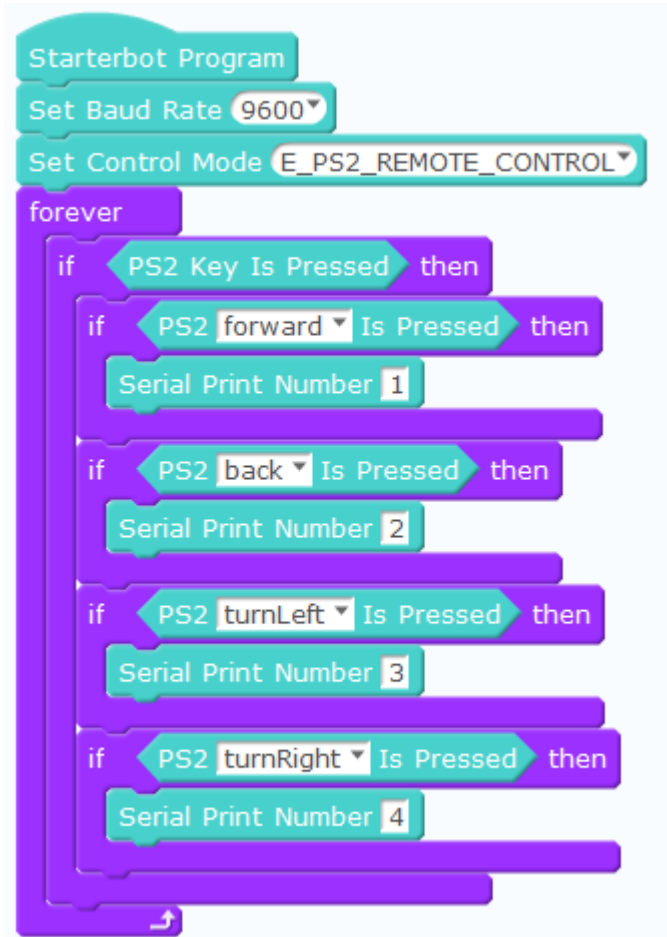 Starterbot Program
Set Baud Rate 9600
Set Control Mode E_PS2_REMOTE_CONTROL
forever
if PS2 Key Is Pressed then
if PS2 forward Is Pressed then
Serial Print Number 1
if PS2 back Is Pressed then
Serial Print Number 2
if PS2 turnLeft Is Pressed then
Serial Print Number 3
if PS2 turnRight Is Pressed then
Serial Print Number 4